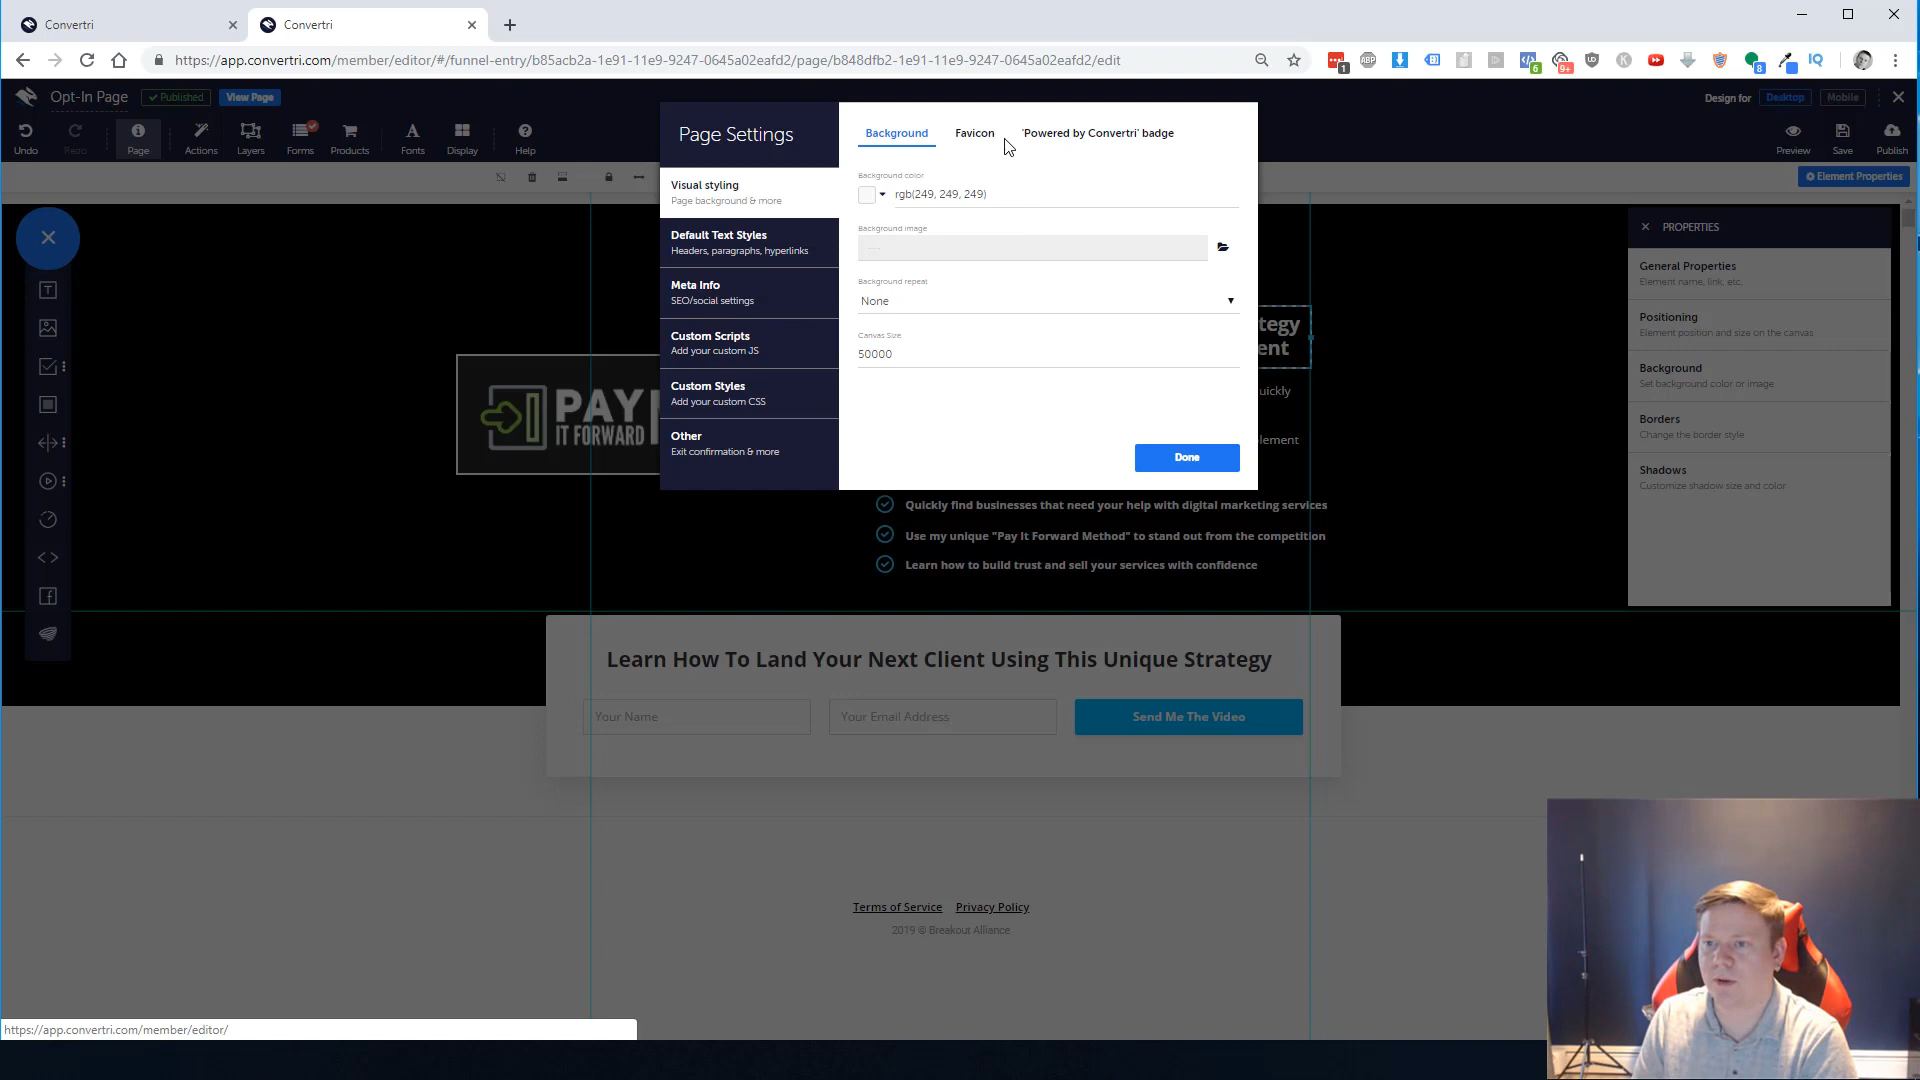 Convertri
Convertri
https://app.convertri.com/member/editor/#/funnel-entry/b85acb2a-1e91-11e9-9247-0645a02eafd2/page/b848dfb2-1e91-11e9-9247-0645a02eafd2/edit
Opt-In Page
Published
View Page
Design for
Desktop
Mobile
Undo
Redo
Page
Actions
Layers
Forms
Products
Fonts
Display
Help
Preview
Save
Publish
Element Properties
Page Settings
Visual styling
Page background & more
Default Text Styles
Headers, paragraphs, hyperlinks
Meta Info
SEO/social settings
Custom Scripts
Add your custom JS
Custom Styles
Add your custom CSS
Other
Exit confirmation & more
Background
Favicon
'Powered by Convertri' badge
Background color
rgb(249, 249, 249)
Background image
Background repeat
None
Canvas Size
50000
Done
PROPERTIES
General Properties
Element name, link, etc.
Positioning
Element position and size on the canvas
Background
Set background color or image
Borders
Change the border style
Shadows
Customize shadow size and color
tegy
ent
uickly
lement
PAY
IT FORWARD
Quickly find businesses that need your help with digital marketing services
Use my unique "Pay It Forward Method" to stand out from the competition
Learn how to build trust and sell your services with confidence
Learn How To Land Your Next Client Using This Unique Strategy
Your Name
Your Email Address
Send Me The Video
Terms of Service
Privacy Policy
2019 © Breakout Alliance
https://app.convertri.com/member/editor/